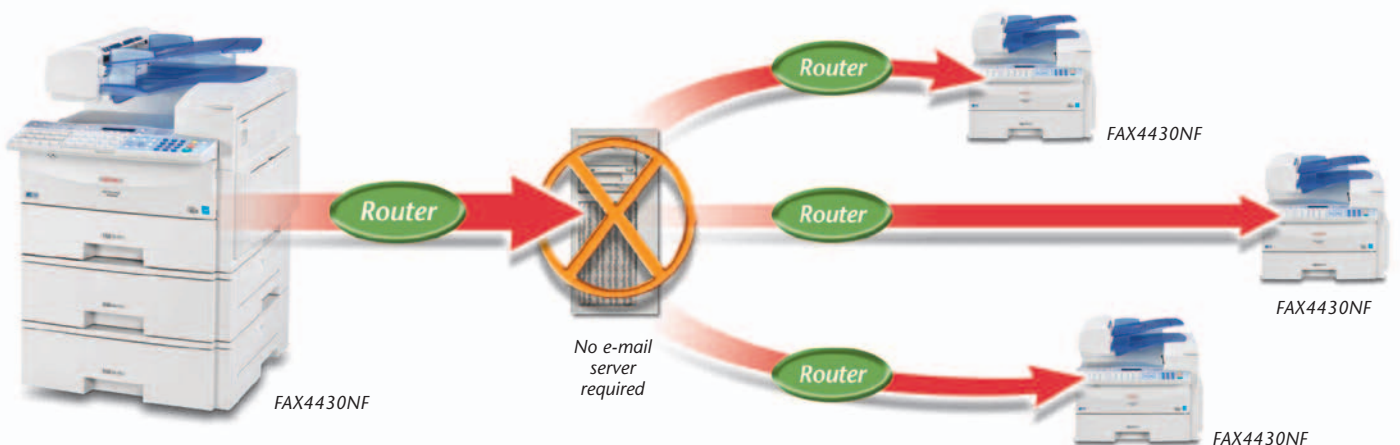 Router
FAX4430NF
Router
Router
FAX4430NF
No e-mail
server
required
Router
FAX4430NF
FAX4430NF